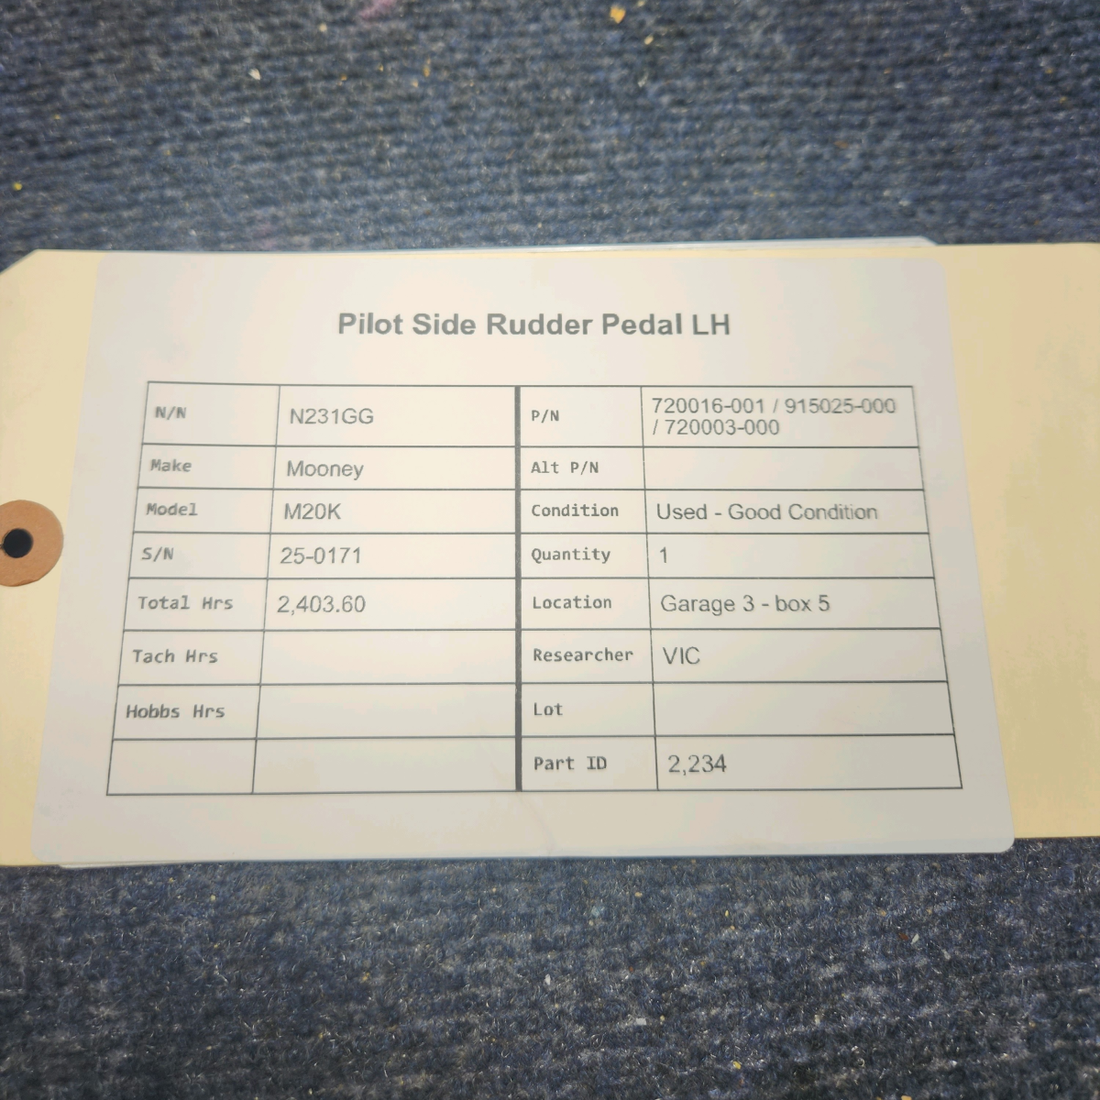 Pilot Side Rudder Pedal LH
N/N N231GG P/N 720016-001 / 915025-000
/ 720003-000
Make Mooney Alt P/N
Model M20K Condition Used - Good Condition
S/N 25-0171 Quantity 1
Total Hrs 2,403.60 Location Garage 3 - box 5
Tach Hrs Researcher VIC
Hobbs Hrs Lot
Part ID 2,234